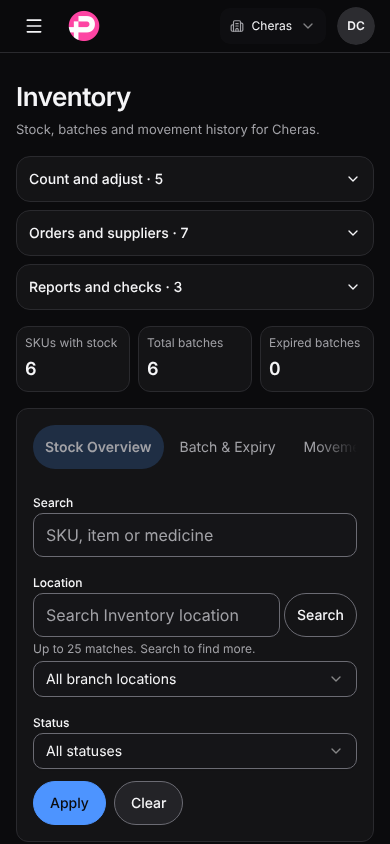 Cheras
DC
Inventory
Stock, batches and movement history for Cheras.
Count and adjust · 5
Orders and suppliers · 7
Reports and checks · 3
SKUs with stock
6
Total batches
6
Expired batches
0
Stock Overview
Batch & Expiry
Search
SKU, item or medicine
Location
Search Inventory location
Search
Up to 25 matches. Search to find more.
All branch locations
Status
All statuses
Apply
Clear